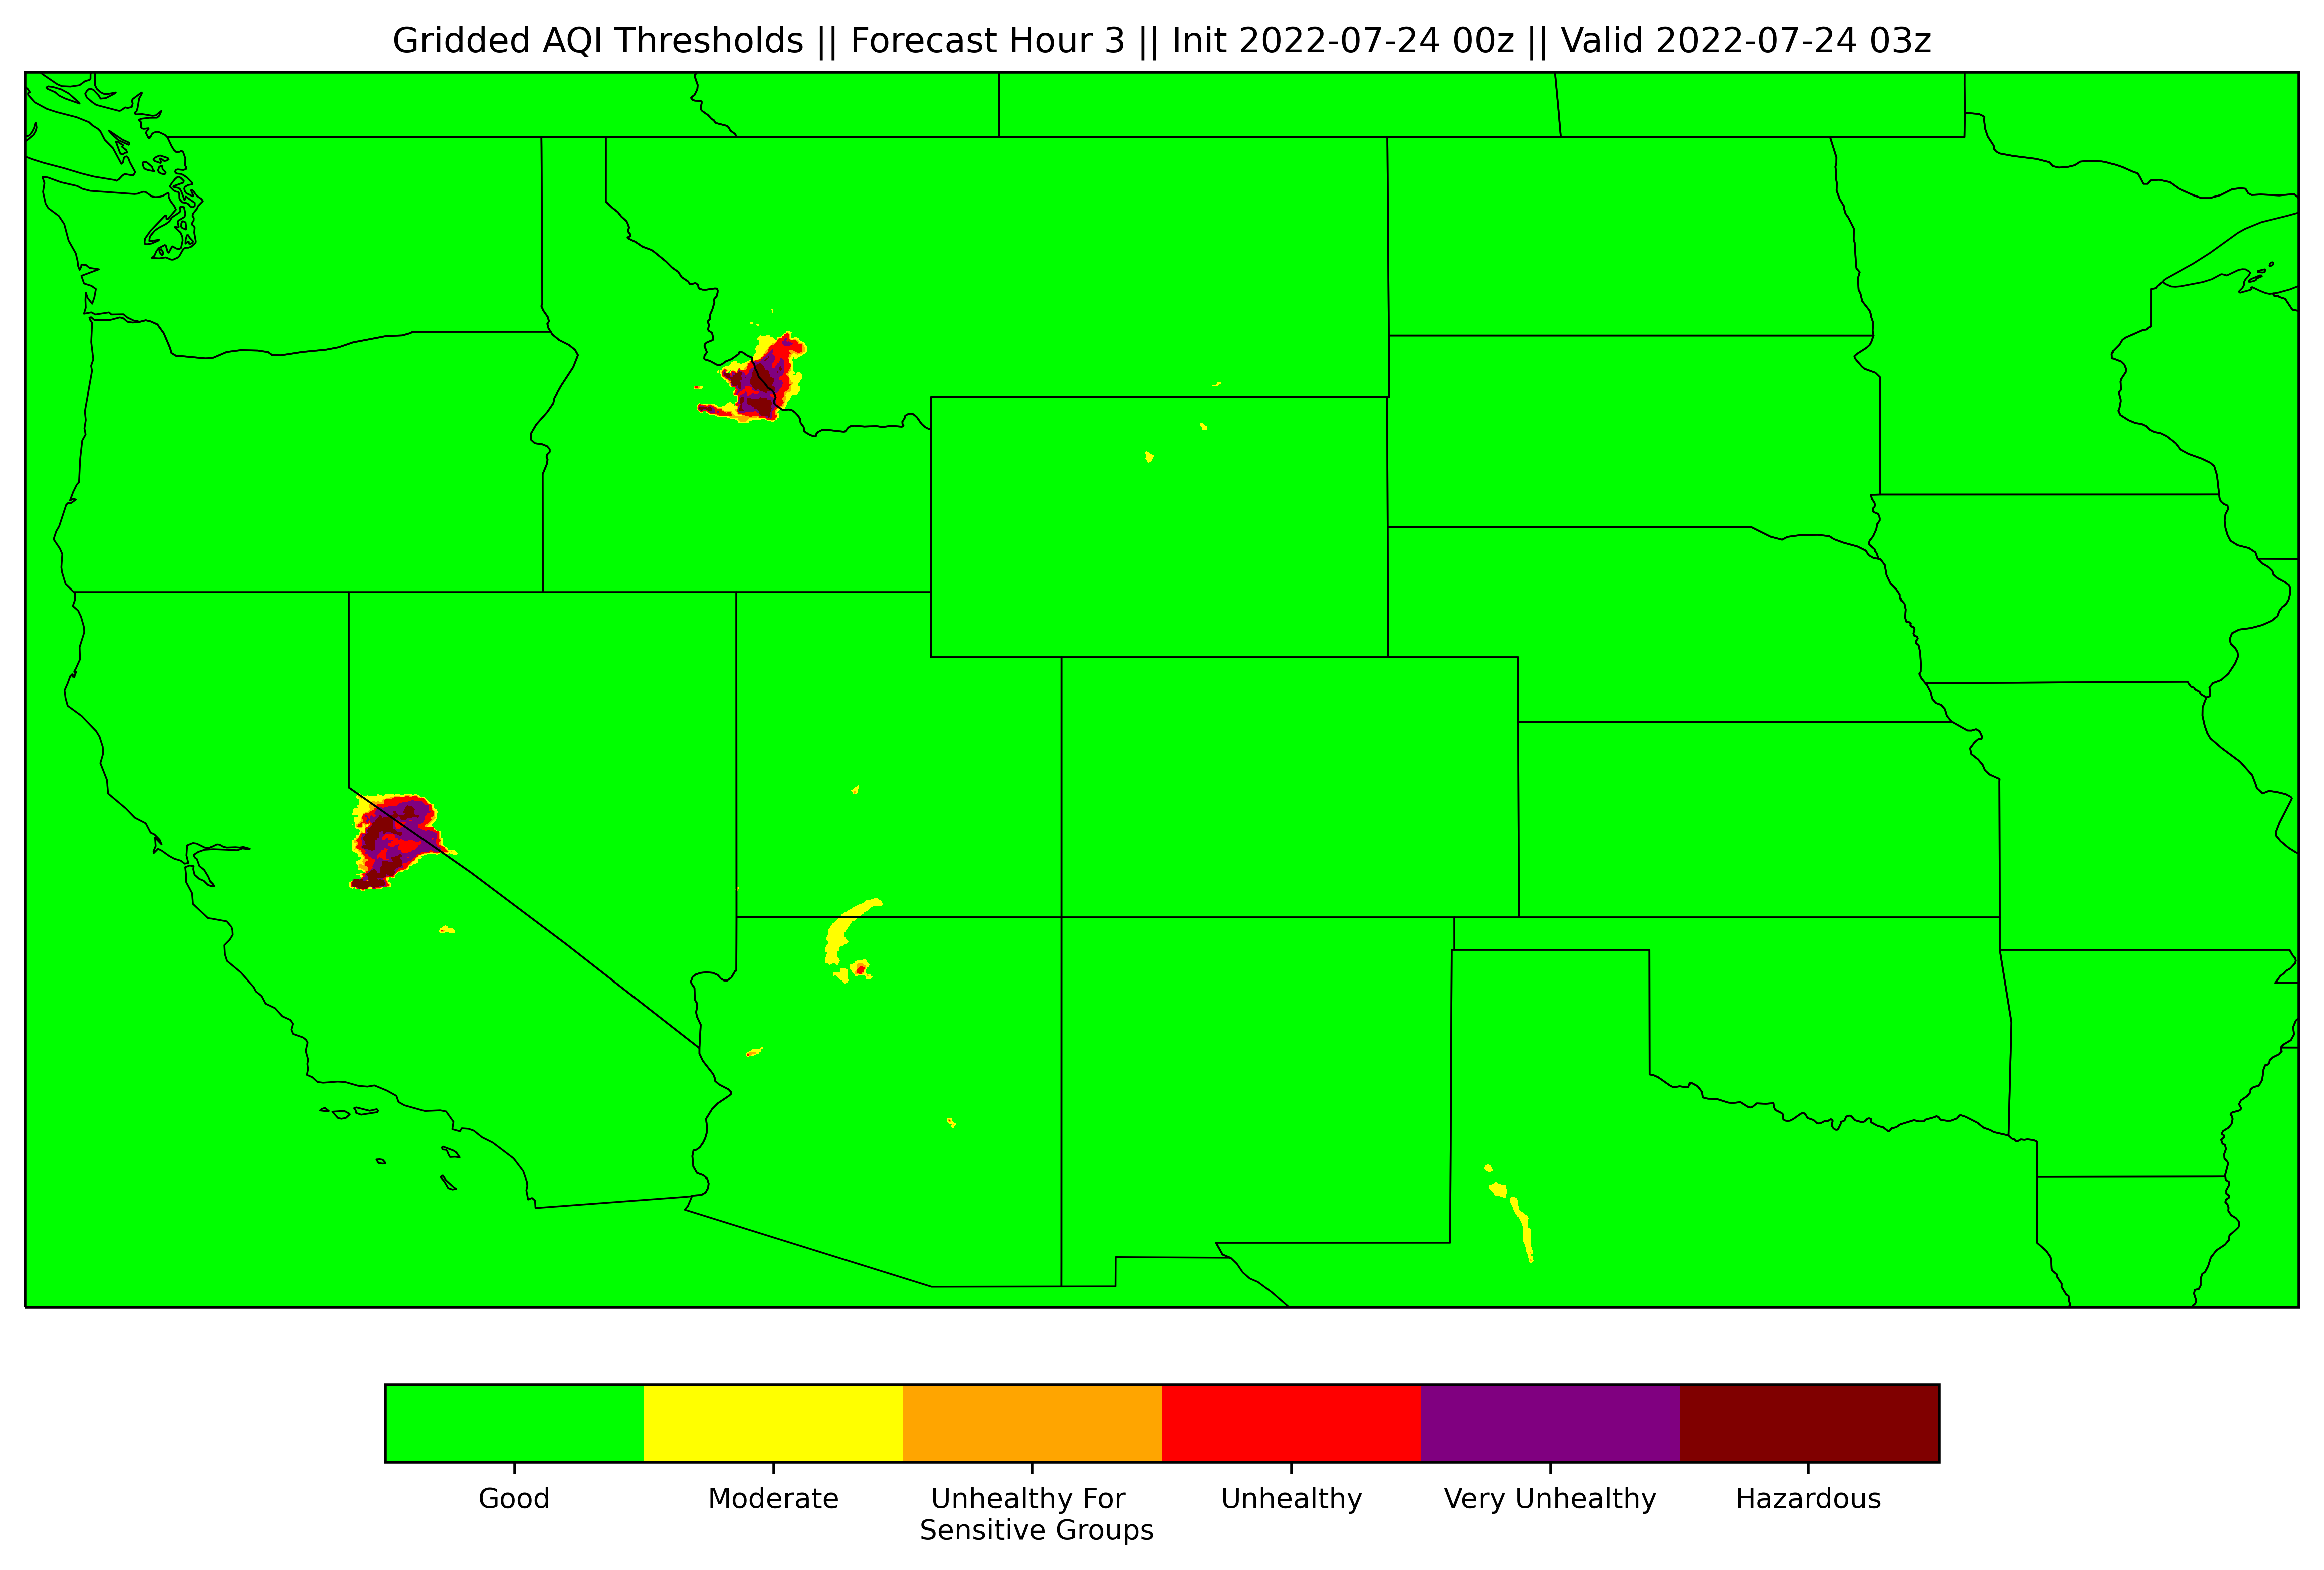 Gridded AQI Thresholds || Forecast Hour 3 || Init 2022-07-24 00z || Valid 2022-07-24 03z
Good
Moderate
Unhealthy For
Sensitive Groups
Unhealthy
Very Unhealthy
Hazardous